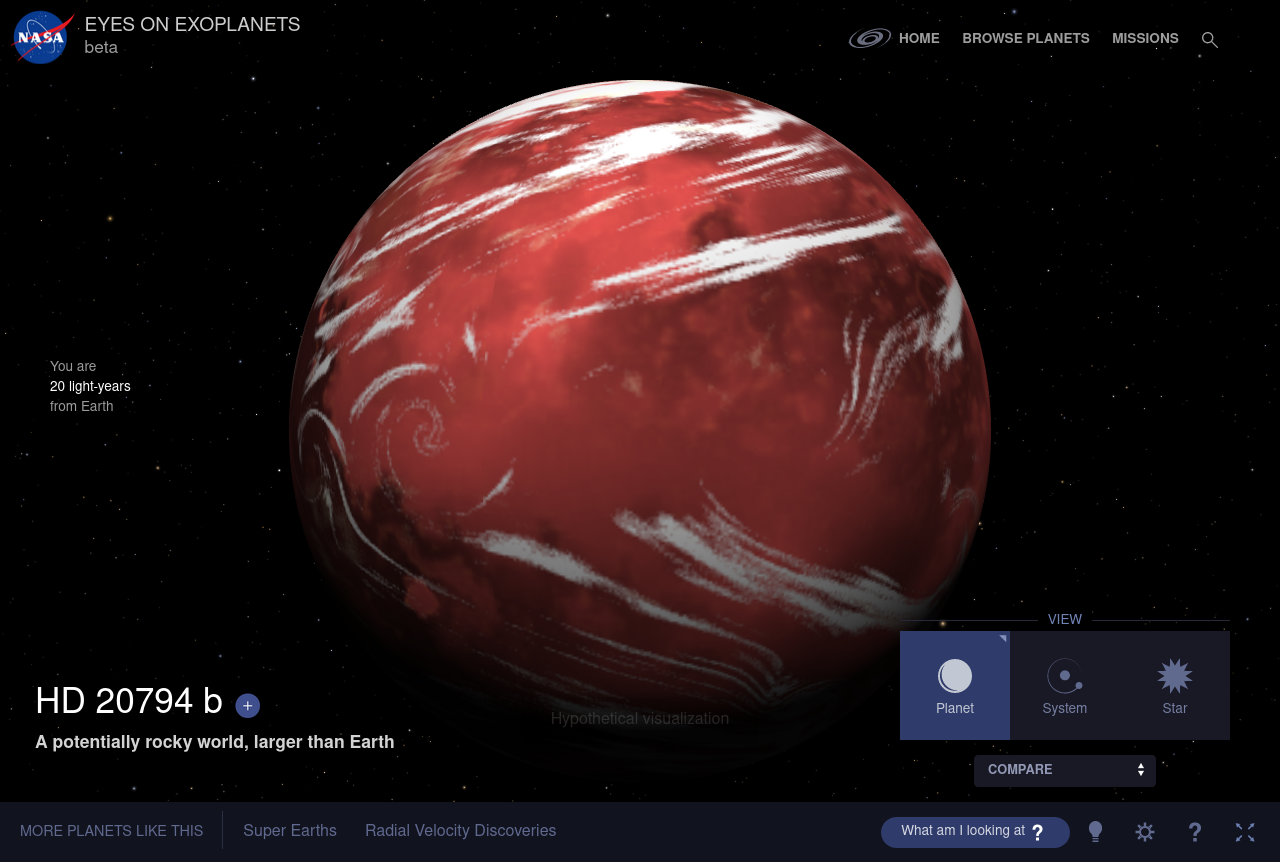 NASA
EYES ON EXOPLANETS
beta
HOME
BROWSE PLANETS
MISSIONS
You are
20 light-years
from Earth
HD 20794 b +
A potentially rocky world, larger than Earth
Hypothetical visualization
VIEW
Planet
System
Star
COMPARE
MORE PLANETS LIKE THIS
Super Earths
Radial Velocity Discoveries
What am I looking at ?
?